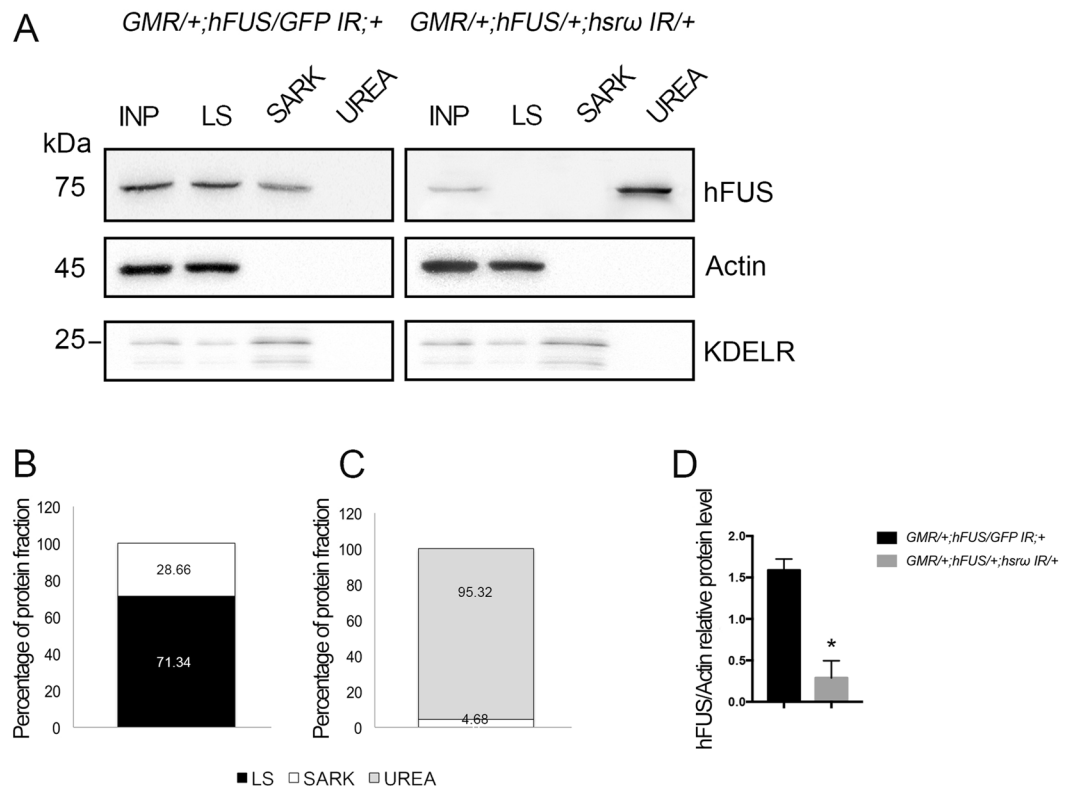 A
GMR/+;hFUS/GFP IR;+
GMR/+;hFUS/+;hsrω IR/+
INP LS SARK UREA
INP LS SARK UREA
kDa
75
hFUS
45
Actin
25
KDELR
B
Percentage of protein fraction
120
100
80
60
40
20
0
28.66
71.34
C
Percentage of protein fraction
120
100
80
60
40
20
0
95.32
4.68
LS SARK UREA
D
hFUS/Actin relative protein level
2.0
1.5
1.0
0.5
0.0
*
GMR/+;hFUS/GFP IR;+
GMR/+;hFUS/+;hsrω IR/+